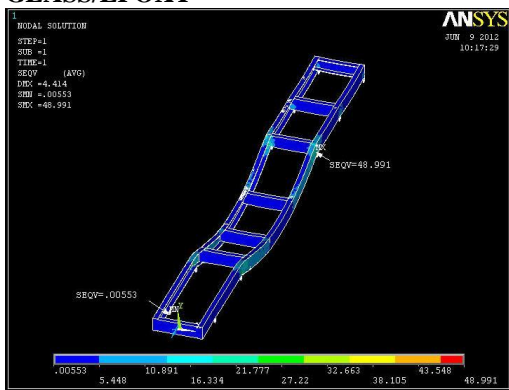 GLASS/EPOXY
1
NODAL SOLUTION
STEP=1
SUB =1
TIME=1
SEQV (AVG)
DMX =4.414
SMN =.00553
SMX =48.991
ANSYS
JUN 9 2012
10:17:29
MX
SEQV=48.991
SEQV=.00553
MN
.00553 10.891 21.777 32.663 43.548
5.448 16.334 27.22 38.105 48.991